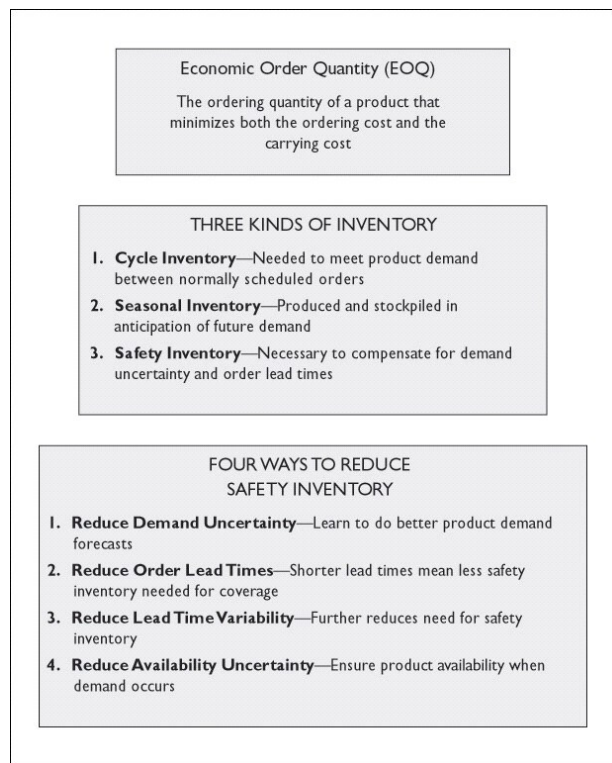 Economic Order Quantity (EOQ)
The ordering quantity of a product that
minimizes both the ordering cost and the
carrying cost
THREE KINDS OF INVENTORY
1. Cycle Inventory—Needed to meet product demand
between normally scheduled orders
2. Seasonal Inventory—Produced and stockpiled in
anticipation of future demand
3. Safety Inventory—Necessary to compensate for demand
uncertainty and order lead times
FOUR WAYS TO REDUCE
SAFETY INVENTORY
1. Reduce Demand Uncertainty—Learn to do better product demand
forecasts
2. Reduce Order Lead Times—Shorter lead times mean less safety
inventory needed for coverage
3. Reduce Lead Time Variability—Further reduces need for safety
inventory
4. Reduce Availability Uncertainty—Ensure product availability when
demand occurs